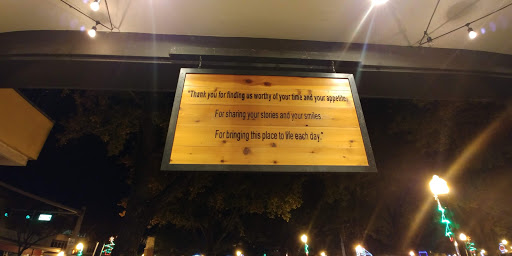 "Thank you for finding us worthy of your time and your appetite.
For sharing your stories and your smiles.
For bringing this place to life each day."